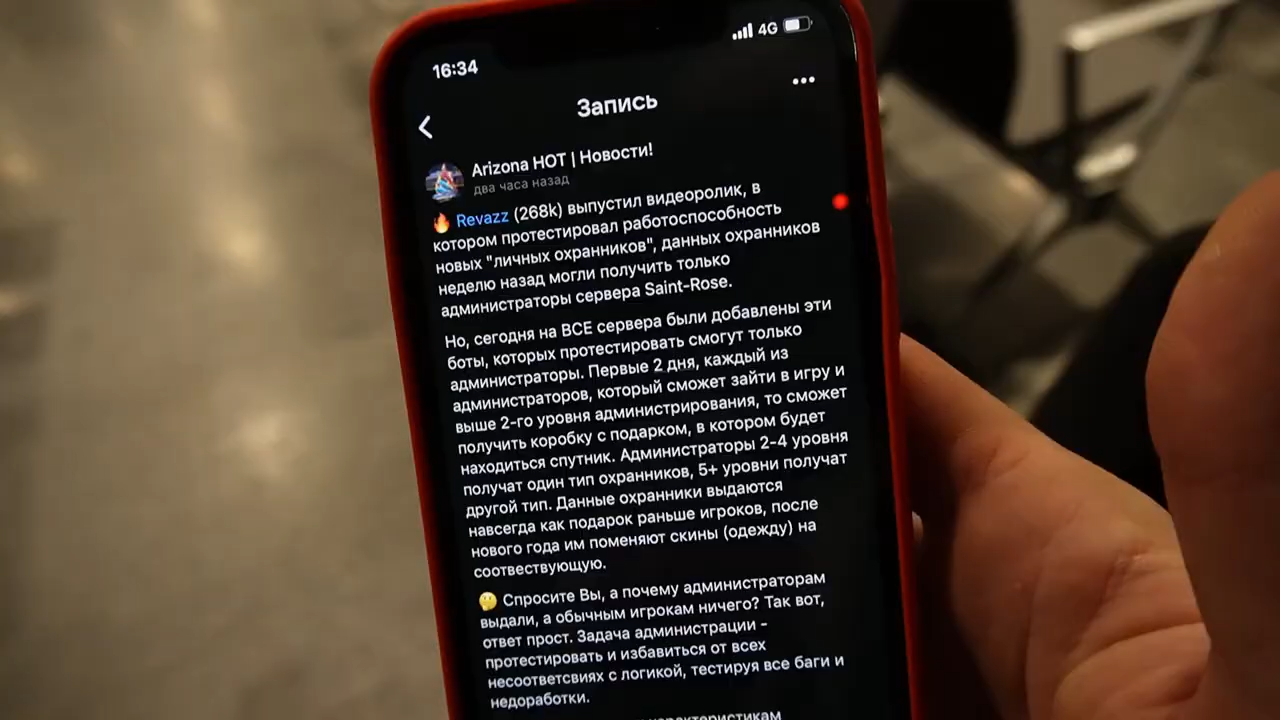 16:34
4G
Запись
Arizona HOT | Новости!
два часа назад
🔥 Revazz (268k) выпустил видеоролик, в
котором протестировал работоспособность
новых "личных охранников", данных охранников
неделю назад могли получить только
администраторы сервера Saint-Rose.
Но, сегодня на ВСЕ сервера были добавлены эти
боты, которых протестировать смогут только
администраторы. Первые 2 дня, каждый из
администраторов, который сможет зайти в игру и
выше 2-го уровня администрирования, то сможет
получить коробку с подарком, в котором будет
находиться спутник. Администраторы 2-4 уровня
получат один тип охранников, 5+ уровни получат
другой тип. Данные охранники выдаются
навсегда как подарок раньше игроков, после
нового года им поменяют скины (одежду) на
соотвествующую.
🤔 Спросите Вы, а почему администраторам
выдали, а обычным игрокам ничего? Так вот,
ответ прост. Задача администрации -
протестировать и избавиться от всех
несоответсвиях с логикой, тестируя все баги и
недоработки.
характеристикам